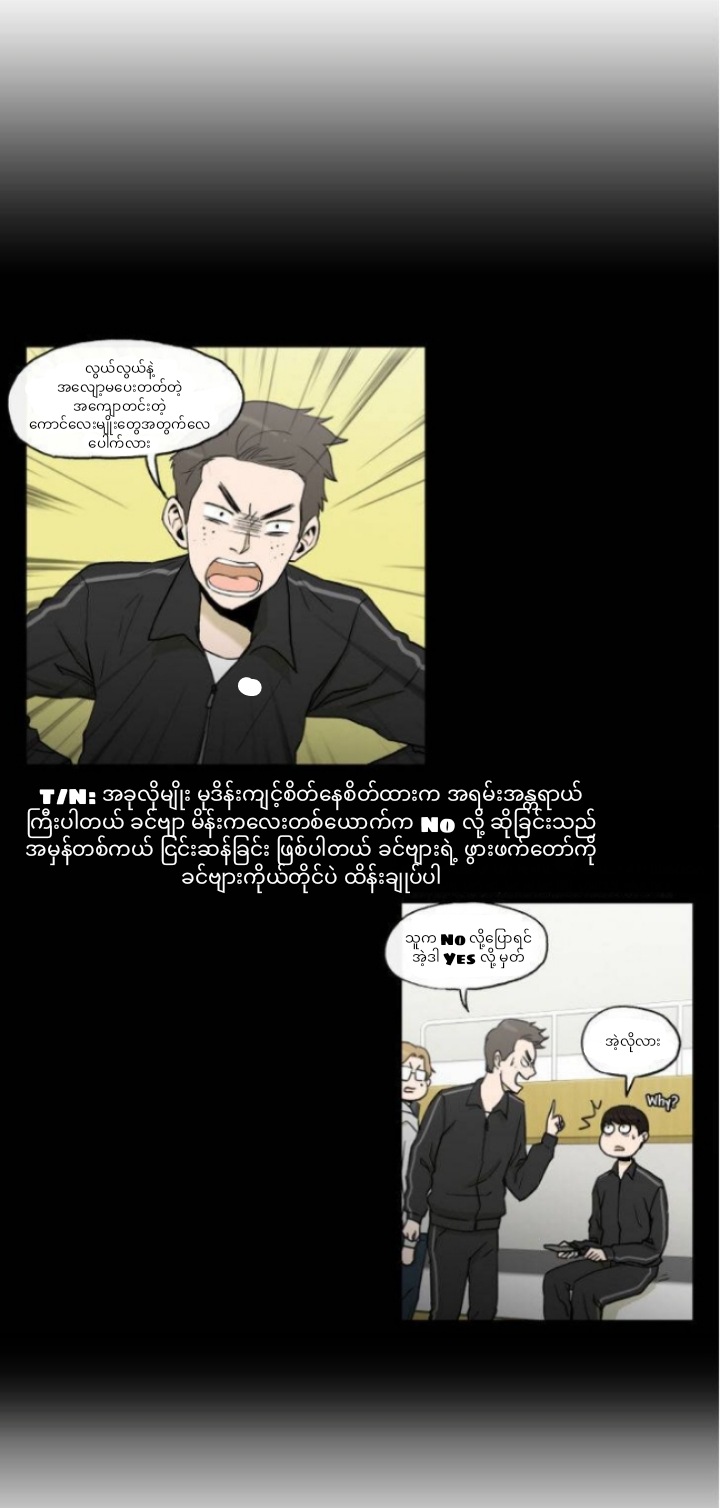 လွယ်လွယ်နဲ့
အလျော့မပေးတတ်တဲ့
အကျောတင်းတဲ့
ကောင်လေးမျိုးတွေအတွက်လေ
ပေါက်လား
T/N: အခုလိုမျိုး မုဒိန်းကျင့်စိတ်နေစိတ်ထားက အရမ်းအန္တရာယ်
ကြီးပါတယ် ခင်ဗျာ မိန်းကလေးတစ်ယောက်က No လို့ ဆိုခြင်းသည်
အမှန်တစ်ကယ် ငြင်းဆန်ခြင်း ဖြစ်ပါတယ် ခင်ဗျားရဲ့ ဖွားဖက်တော်ကို
ခင်ဗျားကိုယ်တိုင်ပဲ ထိန်းချုပ်ပါ
သူက No လို့ပြောရင်
အဲ့ဒါ Yes လို့ မှတ်
အဲ့လိုလား
Why?